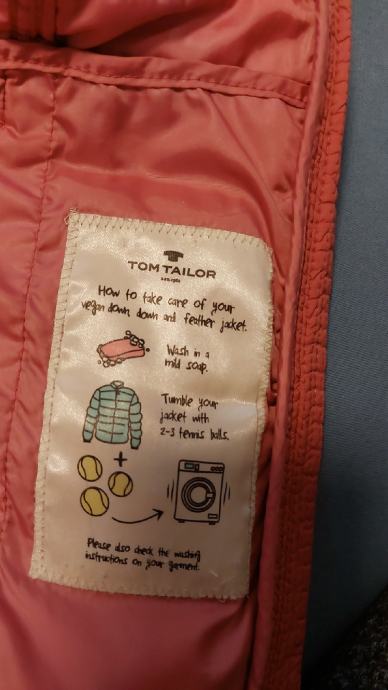 TOM TAILOR
How to take care of your
vegan down, down and feather jacket.
Wash in a
mild soap.
Tumble your
jacket with
2-3 tennis balls.
+
Please also check the washing
instructions on your garment.